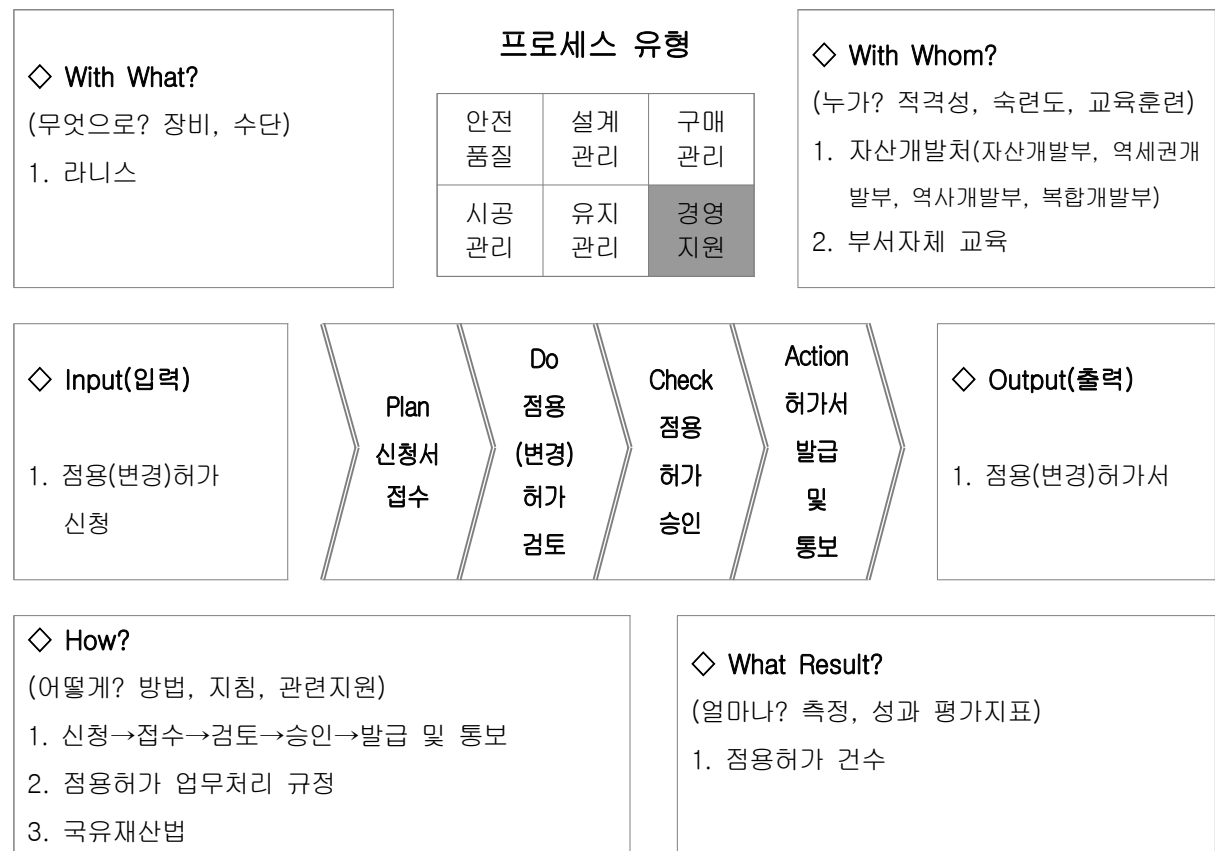 ◇ With What?
(무엇으로? 장비, 수단)
1. 라니스
프로세스 유형
안전
품질
설계
관리
구매
관리
시공
관리
유지
관리
경영
지원
◇ With Whom?
(누가? 적격성, 숙련도, 교육훈련)
1. 자산개발처(자산개발부, 역세권개
발부, 역사개발부, 복합개발부)
2. 부서자체 교육
◇ Input(입력)
1. 점용(변경)허가
신청
Plan
신청서
접수
Do
점용
(변경)
허가
검토
Check
점용
허가
승인
Action
허가서
발급
및
통보
◇ Output(출력)
1. 점용(변경)허가서
◇ How?
(어떻게? 방법, 지침, 관련지원)
1. 신청→접수→검토→승인→발급 및 통보
2. 점용허가 업무처리 규정
3. 국유재산법
◇ What Result?
(얼마나? 측정, 성과 평가지표)
1. 점용허가 건수